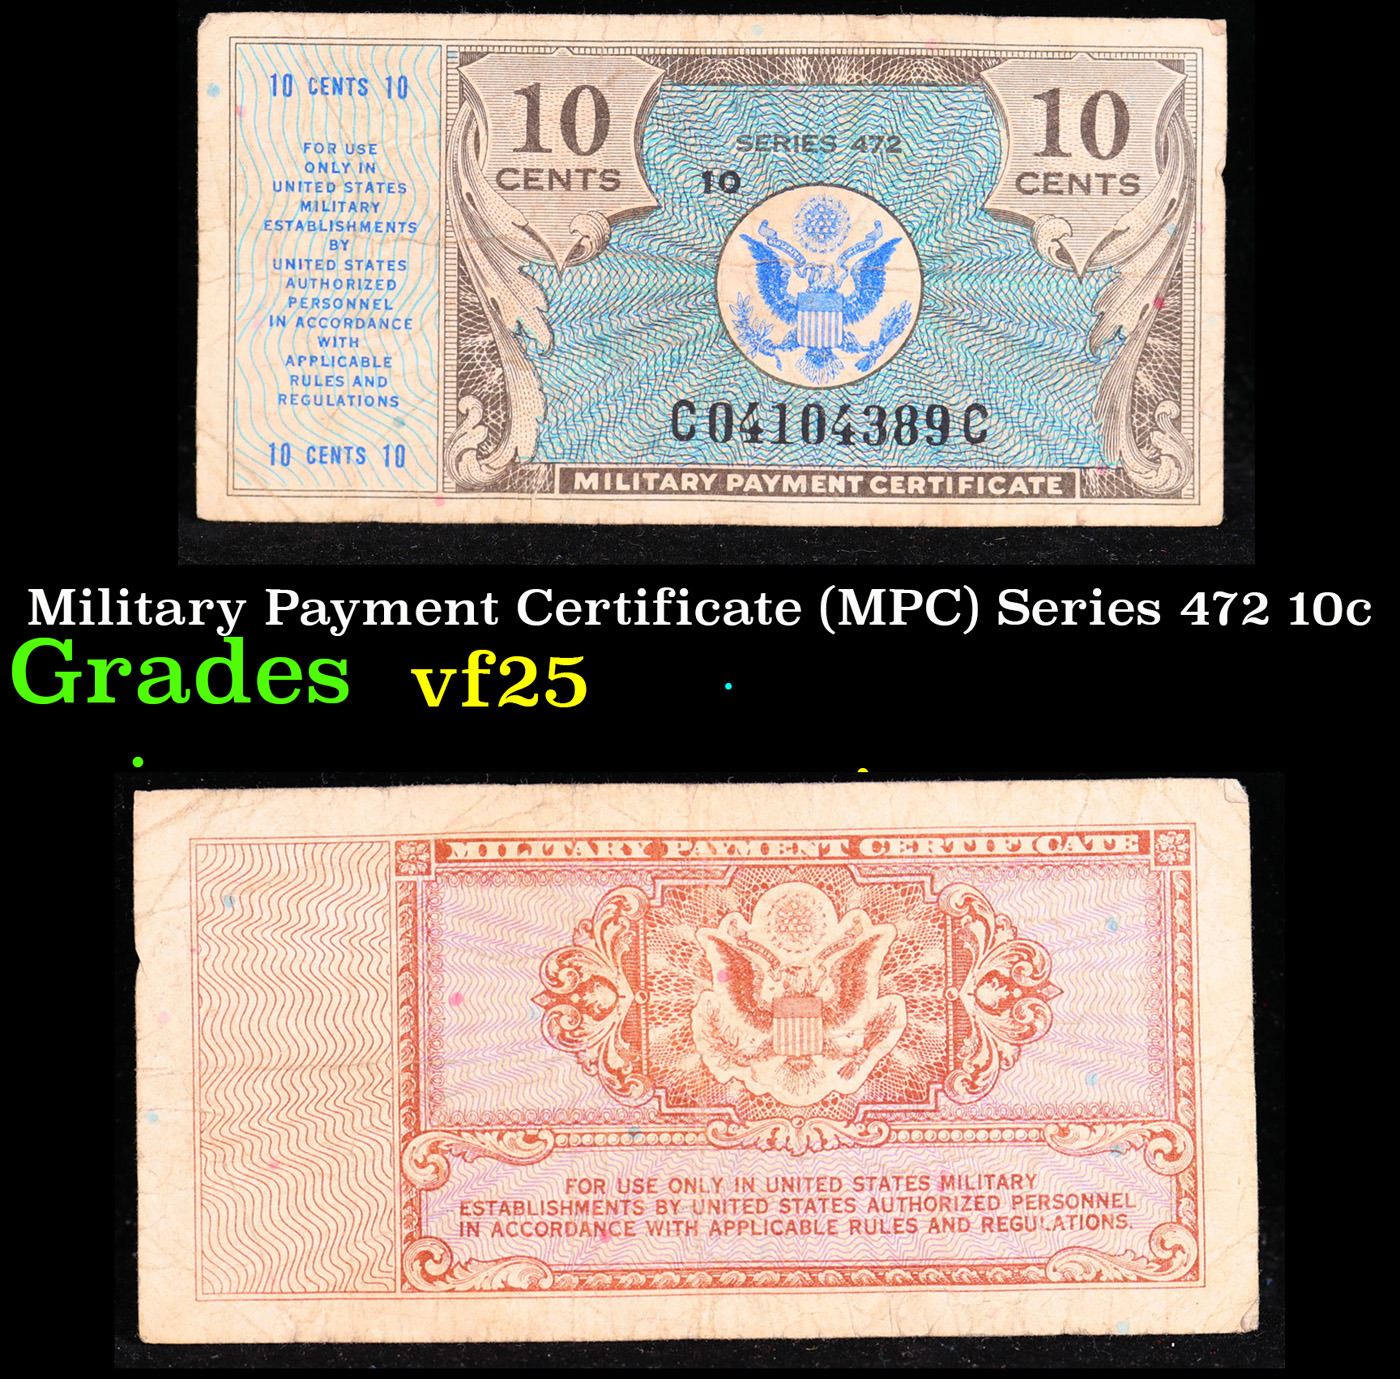 10 CENTS 10
FOR USE
ONLY IN
UNITED STATES
MILITARY
ESTABLISHMENTS
BY
UNITED STATES
AUTHORIZED
PERSONNEL
IN ACCORDANCE
WITH
APPLICABLE
RULES AND
REGULATIONS
10 CENTS 10
10
CENTS
SERIES 472
10
10
CENTS
C04104389C
MILITARY PAYMENT CERTIFICATE
Military Payment Certificate (MPC) Series 472 10c
Grades vf25
MILITARY PAYMENT CERTIFICATE
FOR USE ONLY IN UNITED STATES MILITARY
ESTABLISHMENTS BY UNITED STATES AUTHORIZED PERSONNEL
IN ACCORDANCE WITH APPLICABLE RULES AND REGULATIONS.